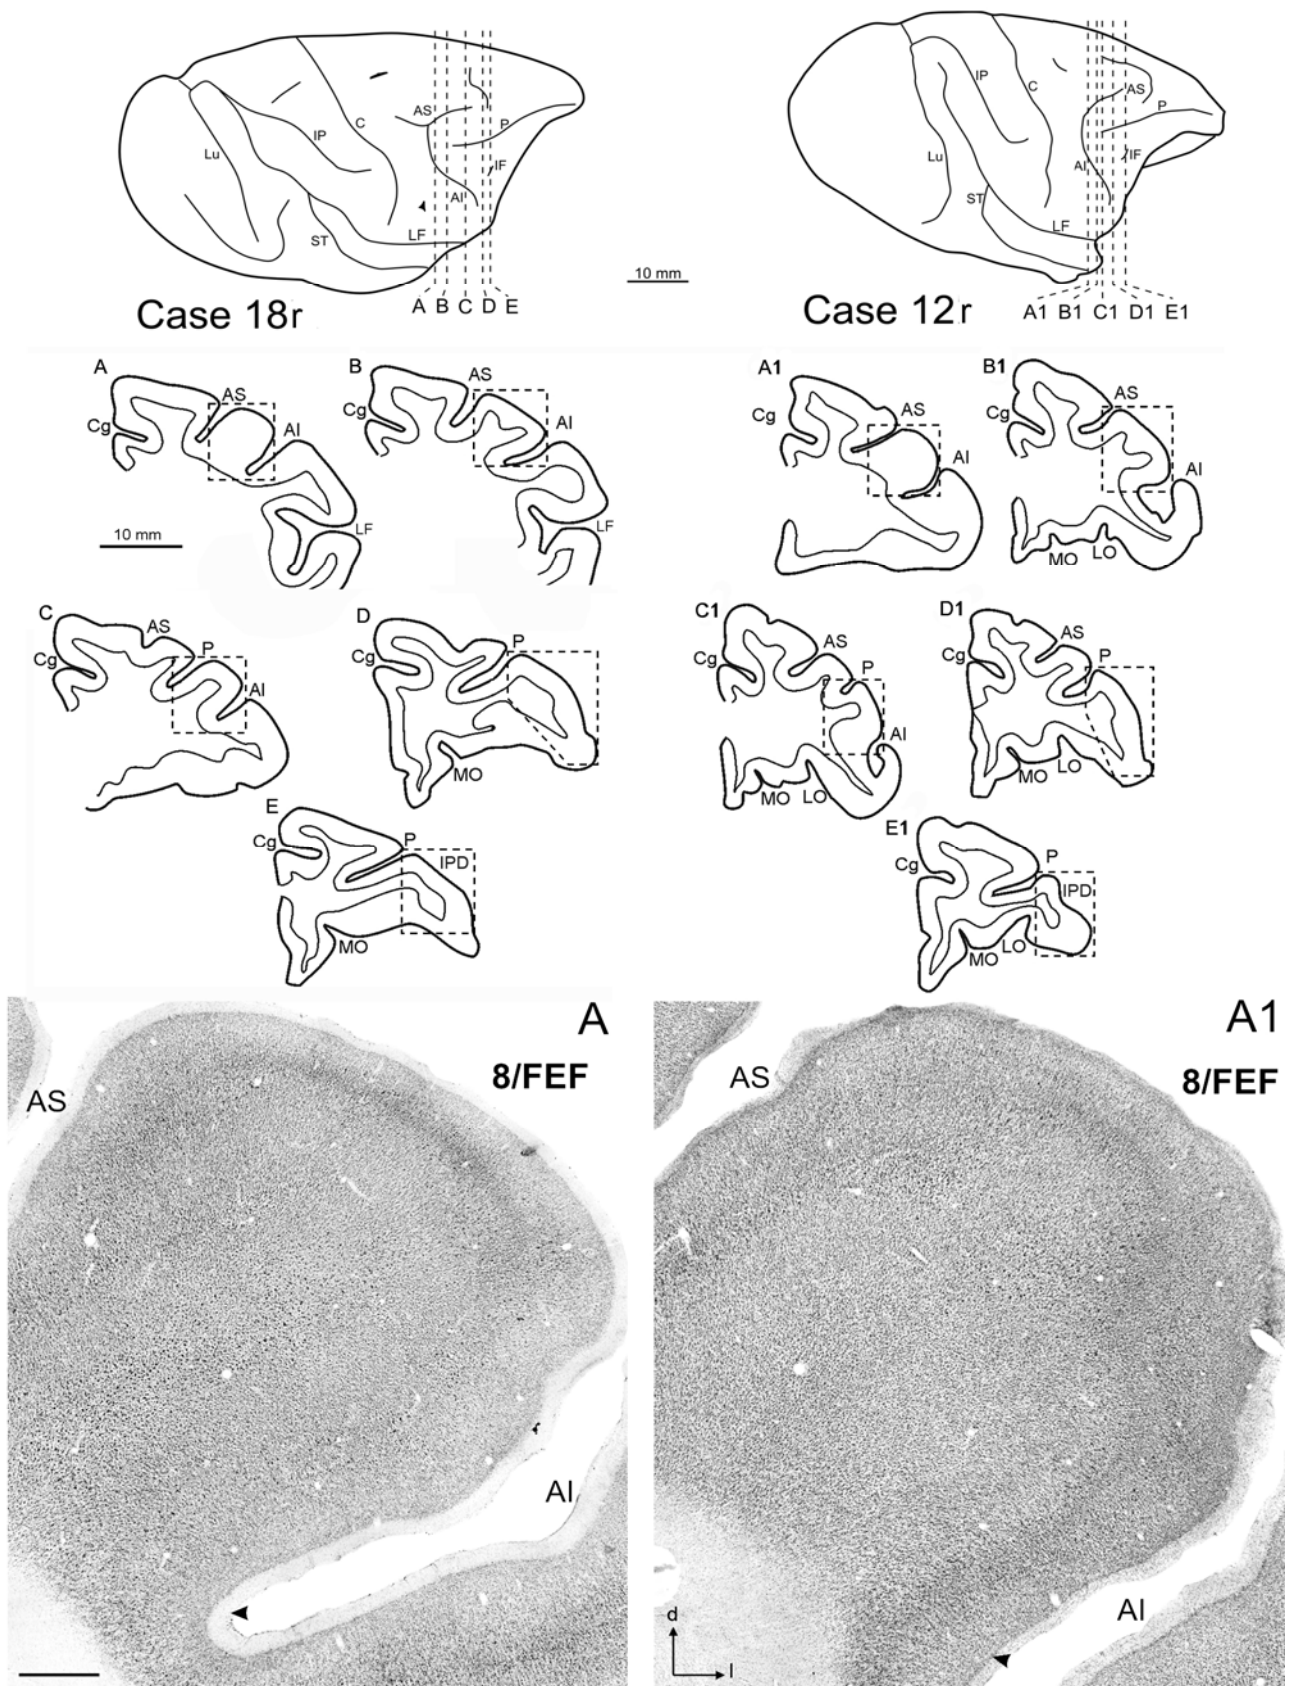 AS
P
IP
C
Lu
IF
AI
ST
LF
A B C D E
Case 18r
10 mm
IP
C
AS
P
Lu
AI
IF
ST
LF
A1 B1 C1 D1 E1
Case 12r
A
AS
Cg
AI
LF
10 mm
B
AS
Cg
AI
LF
A1
AS
Cg
AI
B1
AS
Cg
AI
MO
LO
C
AS
P
Cg
AI
D
P
Cg
MO
C1
AS
P
Cg
AI
MO
LO
D1
AS
P
Cg
MO
LO
E
P
Cg
IPD
MO
E1
P
Cg
IPD
MO
LO
A
8/FEF
AS
AI
A1
8/FEF
AS
AI
d
l